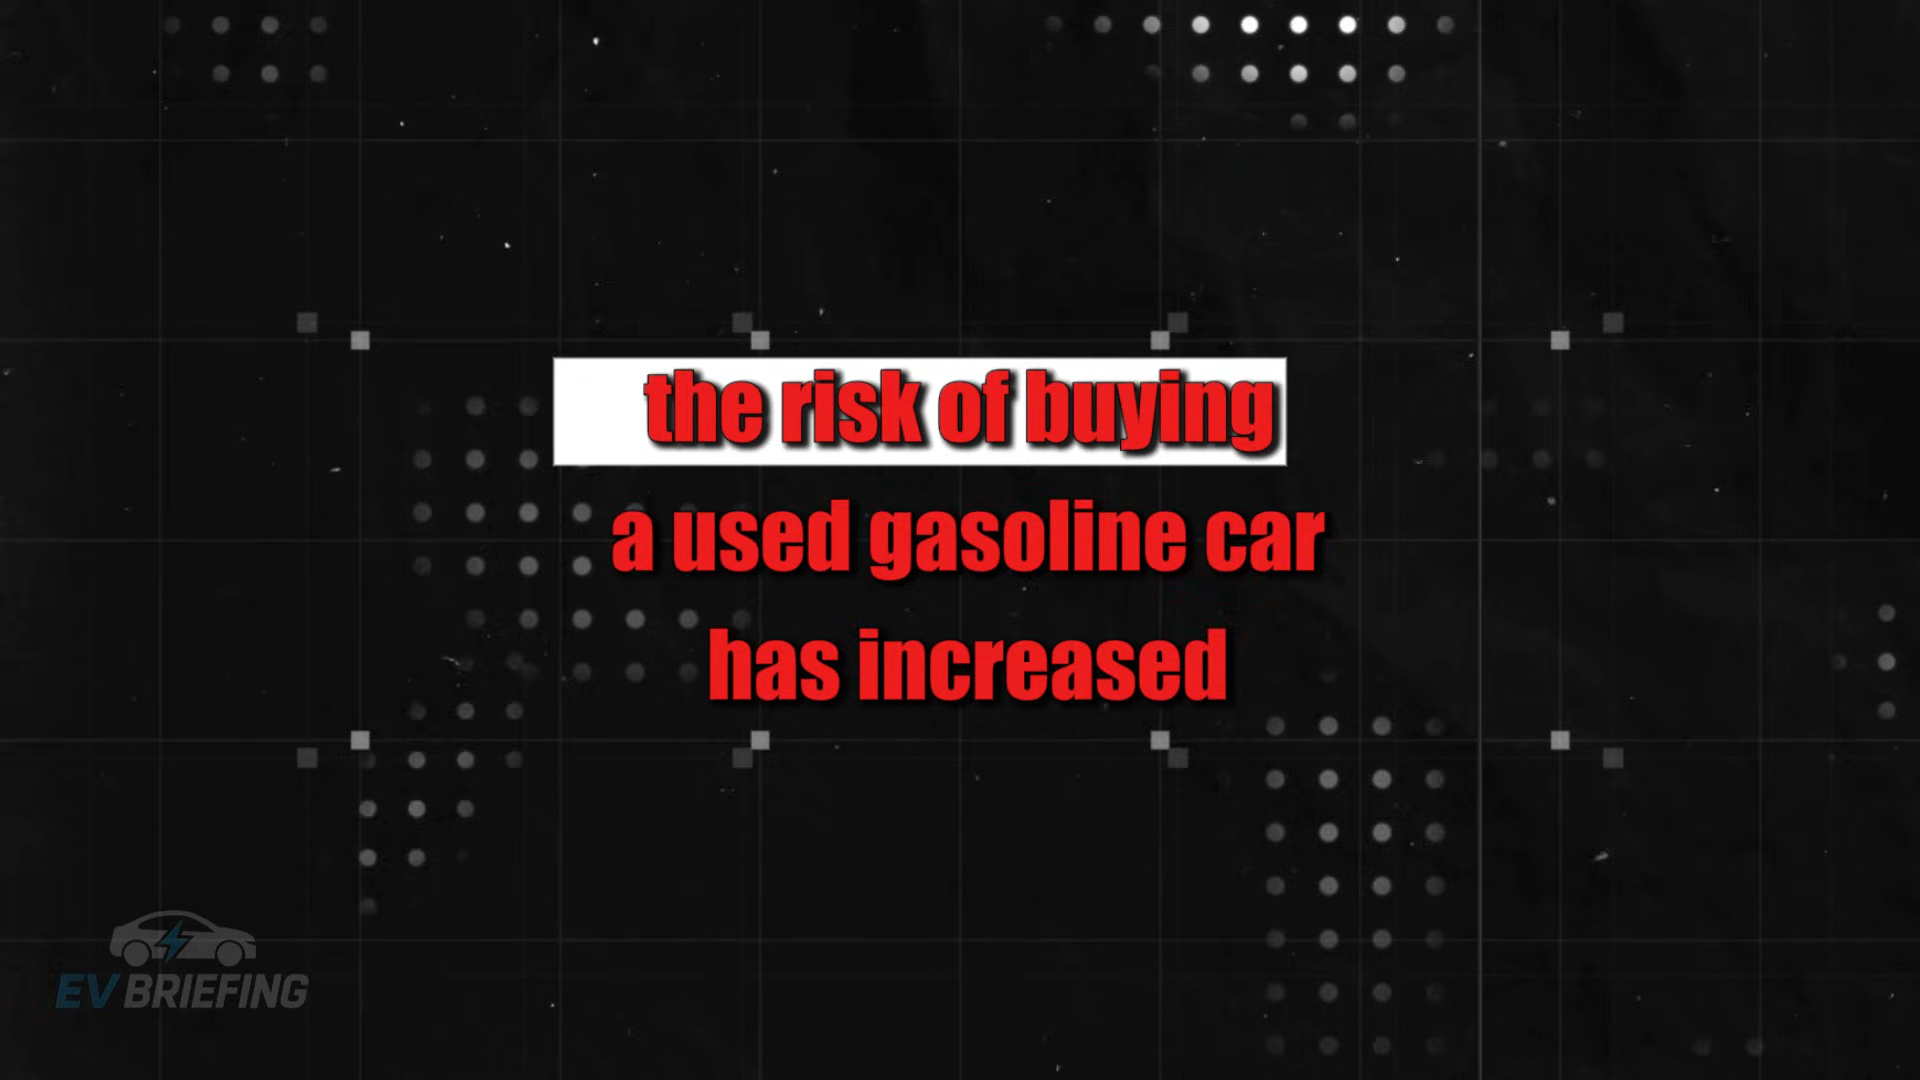 the risk of buying
a used gasoline car
has increased
EV BRIEFING